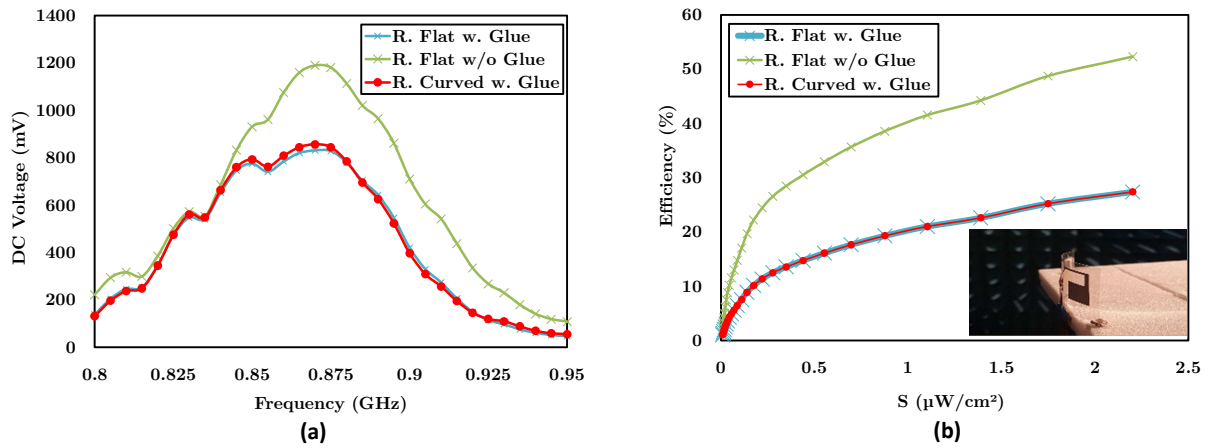 1400
1200
1000
800
600
400
200
0
DC Voltage (mV)
R. Flat w. Glue
R. Flat w/o Glue
R. Curved w. Glue
0.8 0.825 0.85 0.875 0.9 0.925 0.95
Frequency (GHz)
(a)
60
50
40
30
20
10
0
Efficiency (%)
R. Flat w. Glue
R. Flat w/o Glue
R. Curved w. Glue
0 0.5 1 1.5 2 2.5
S (µW/cm²)
(b)